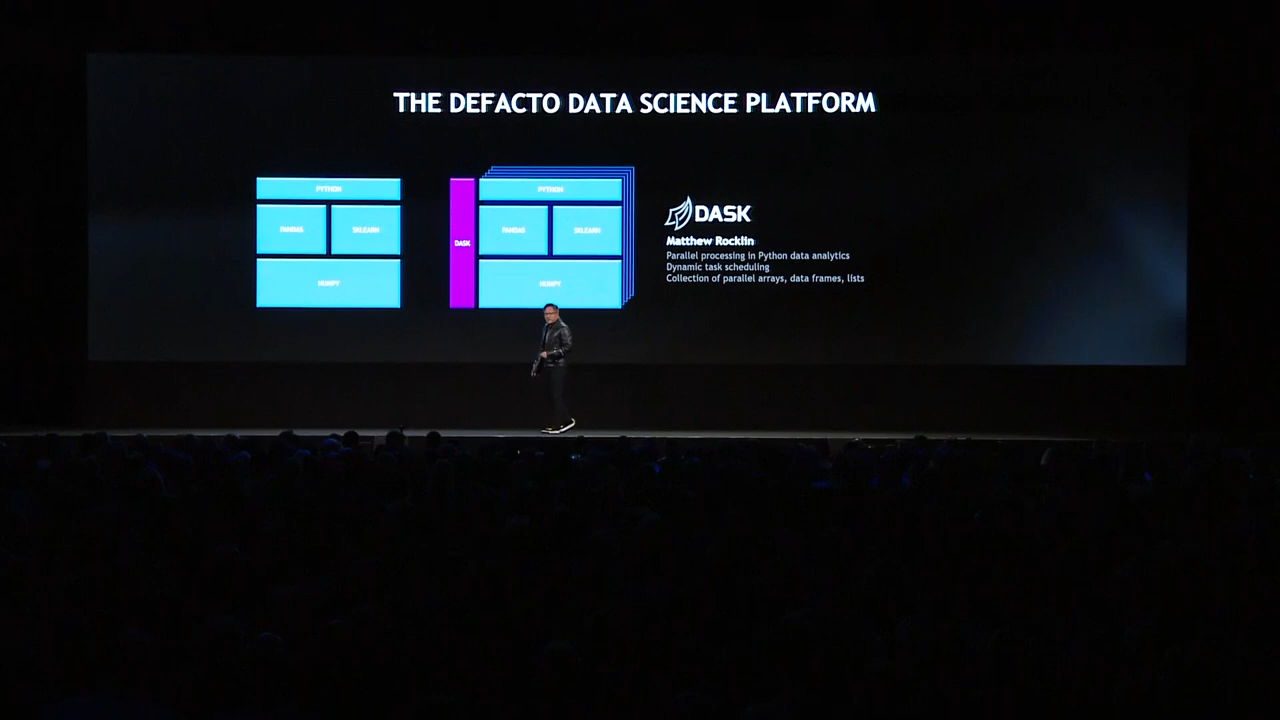 THE DEFACTO DATA SCIENCE PLATFORM
PYTHON
PANDAS
SKLEARN
NUMPY
DASK
PYTHON
PANDAS
SKLEARN
NUMPY
DASK
Matthew Rocklin
Parallel processing in Python data analytics
Dynamic task scheduling
Collection of parallel arrays, data frames, lists